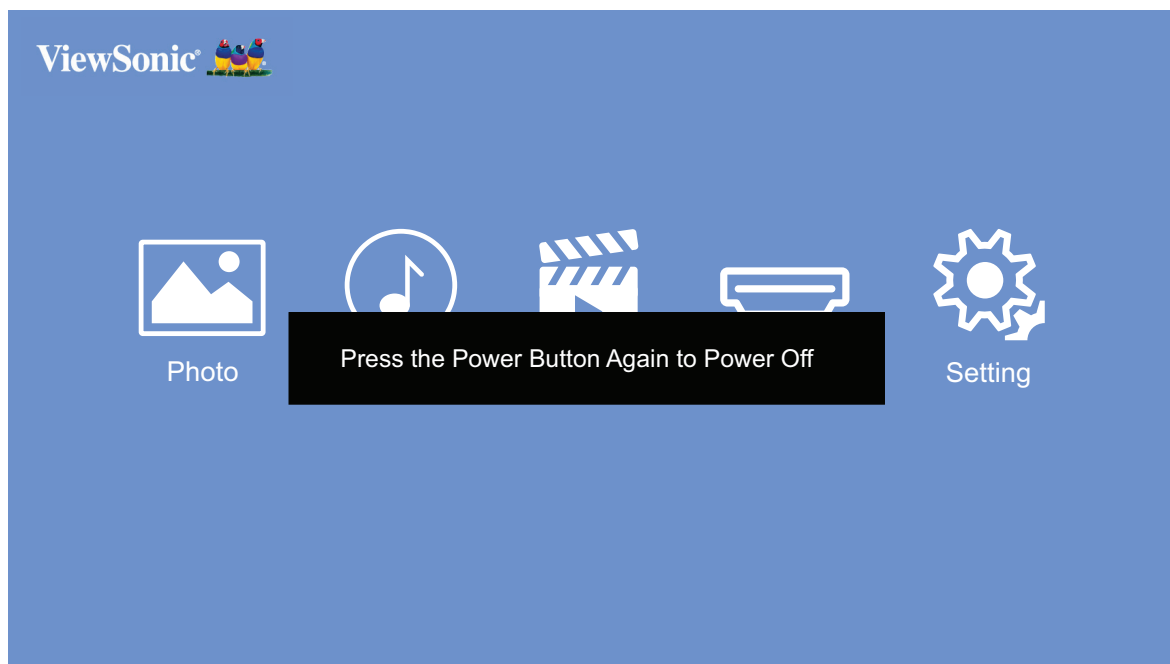 ViewSonic®
Photo
Press the Power Button Again to Power Off
Setting